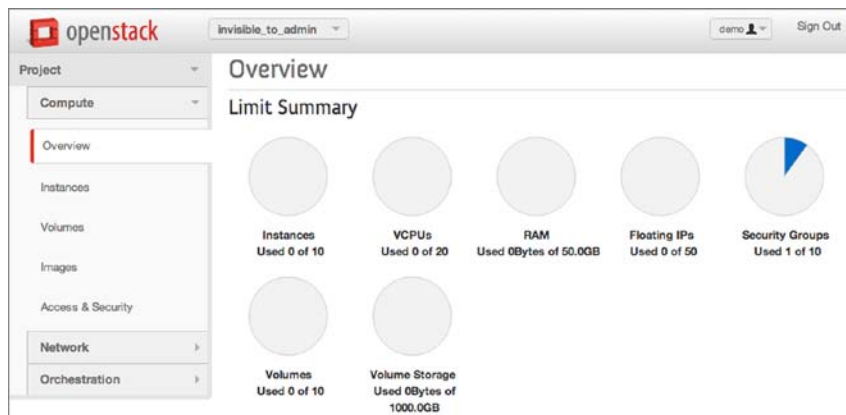 openstack
invisible_to_admin
demo
Sign Out
Project
Compute
Overview
Instances
Volumes
Images
Access & Security
Network
Orchestration
Overview
Limit Summary
Instances
Used 0 of 10
VCPUs
Used 0 of 20
RAM
Used 0Bytes of 50.0GB
Floating IPs
Used 0 of 50
Security Groups
Used 1 of 10
Volumes
Used 0 of 10
Volume Storage
Used 0Bytes of
1000.0GB